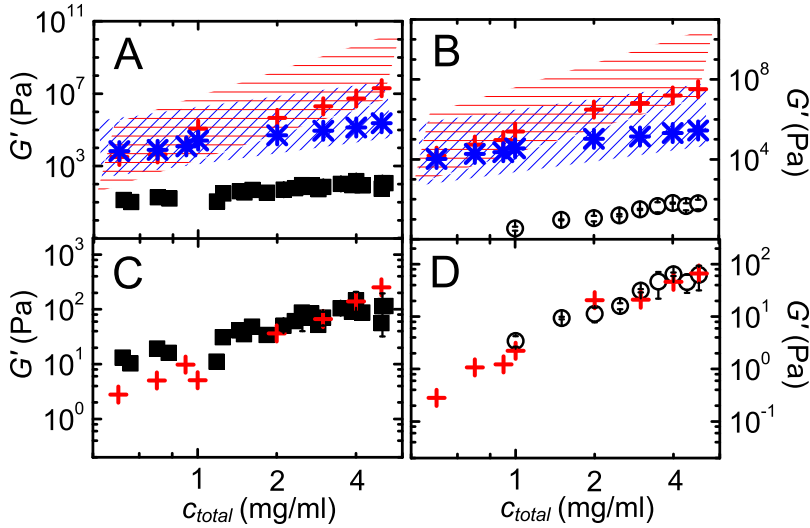 10¹¹
10⁷
10³
G′ (Pa)
A
B
10⁸
10⁴
G′ (Pa)
10³
10²
10¹
10⁰
G′ (Pa)
C
D
10²
10¹
10⁰
10⁻¹
G′ (Pa)
1 2 4
1 2 4
c_total (mg/ml)
c_total (mg/ml)